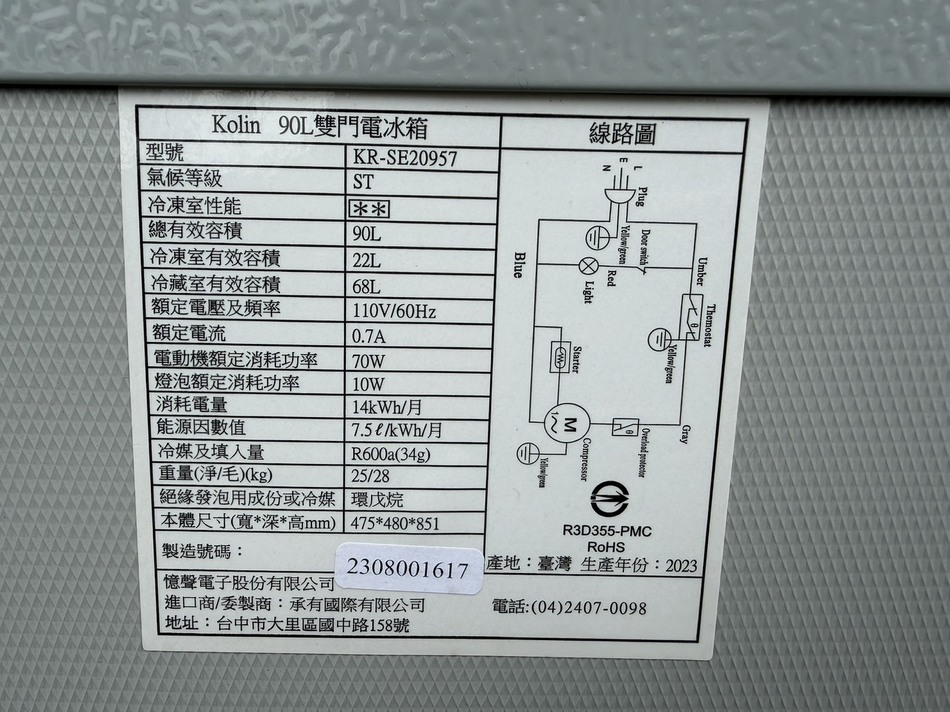 Kolin 90L雙門電冰箱
型號 KR-SE20957
氣候等級 ST
冷凍室性能 **
總有效容積 90L
冷凍室有效容積 22L
冷藏室有效容積 68L
額定電壓及頻率 110V/60Hz
額定電流 0.7A
電動機額定消耗功率 70W
燈泡額定消耗功率 10W
消耗電量 14kWh/月
能源因數值 7.5ℓ/kWh/月
冷媒及填入量 R600a(34g)
重量(淨/毛)(kg) 25/28
絕緣發泡用成份或冷媒 環戊烷
本體尺寸(寬*深*高mm) 475*480*851
製造號碼：
2308001617
線路圖
L
E
N
Plug
Yellow/green
Door switch
Umber
Blue
Red
Light
θ
Thermostat
Yellow/green
Starter
M
1~
Compressor
θ
Overload protector
Gray
Yellow/green
R3D355-PMC
RoHS
產地：臺灣 生產年份：2023
憶聲電子股份有限公司
進口商/委製商：承有國際有限公司 電話:(04)2407-0098
地址：台中市大里區國中路158號